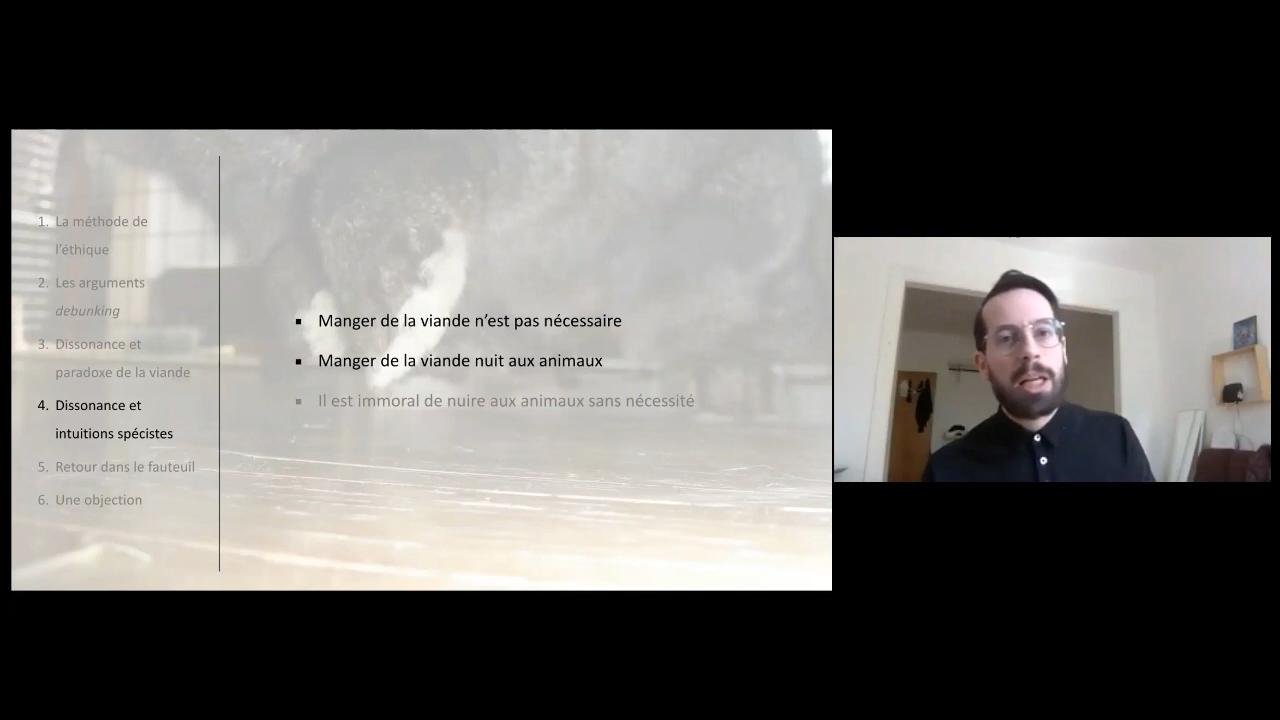 1. La méthode de
l’éthique
2. Les arguments
debunking
3. Dissonance et
paradoxe de la viande
4. Dissonance et
intuitions spécistes
5. Retour dans le fauteuil
6. Une objection
▪ Manger de la viande n’est pas nécessaire
▪ Manger de la viande nuit aux animaux
▪ Il est immoral de nuire aux animaux sans nécessité